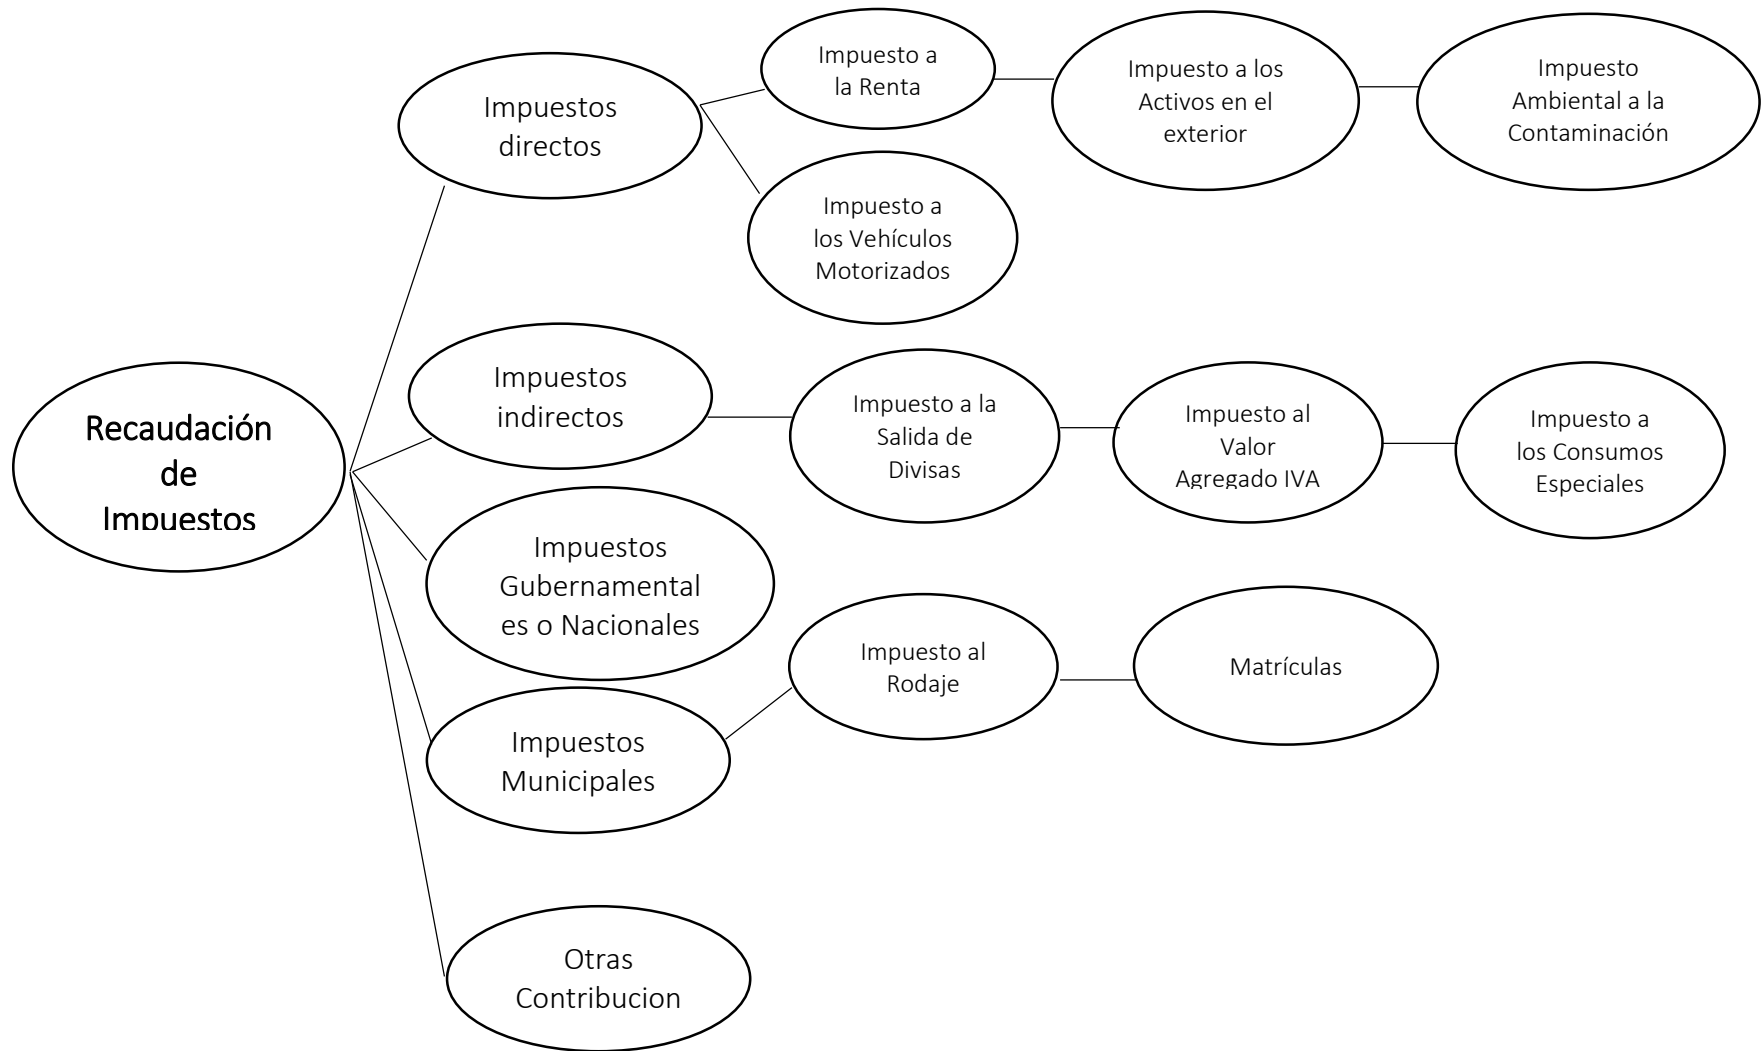 Recaudación
de
Impuestos
Impuestos
directos
Impuesto a
la Renta
Impuesto a los
Activos en el
exterior
Impuesto
Ambiental a la
Contaminación
Impuesto a
los Vehículos
Motorizados
Impuestos
indirectos
Impuesto a la
Salida de
Divisas
Impuesto al
Valor
Agregado IVA
Impuesto a
los Consumos
Especiales
Impuestos
Gubernamental
es o Nacionales
Impuestos
Municipales
Impuesto al
Rodaje
Matrículas
Otras
Contribucion